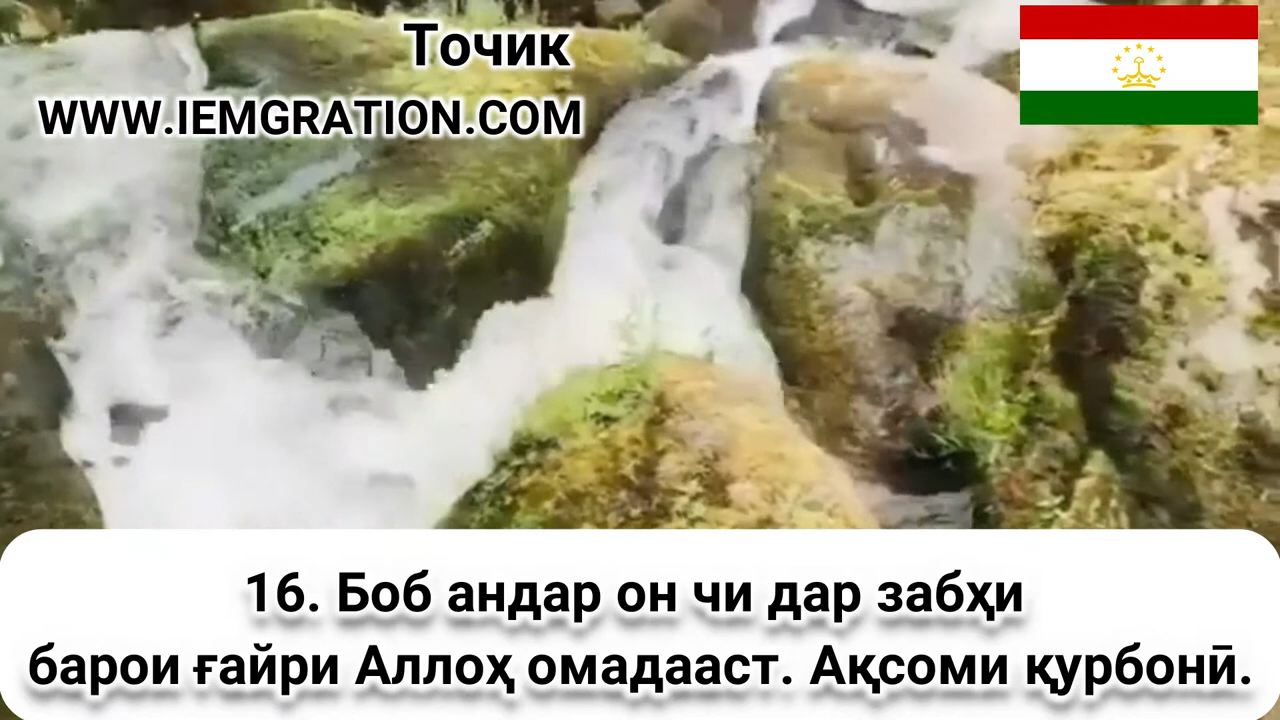 Точик
WWW.IEMGRATION.COM
16. Боб андар он чи дар забҳи
барои ғайри Аллоҳ омадааст. Ақсоми қурбонӣ.